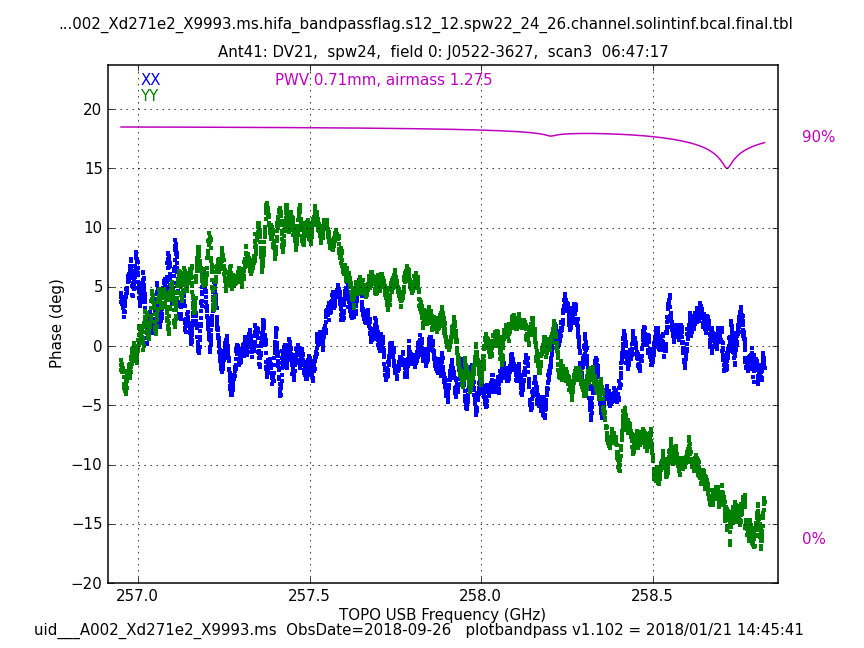 ...002_Xd271e2_X9993.ms.hifa_bandpassflag.s12_12.spw22_24_26.channel.solintinf.bcal.final.tbl
Ant41: DV21, spw24, field 0: J0522-3627, scan3 06:47:17
XX
YY
PWV 0.71mm, airmass 1.275
90%
0%
20
15
10
5
0
−5
−10
−15
−20
Phase (deg)
257.0 257.5 258.0 258.5
TOPO USB Frequency (GHz)
uid___A002_Xd271e2_X9993.ms ObsDate=2018-09-26 plotbandpass v1.102 = 2018/01/21 14:45:41